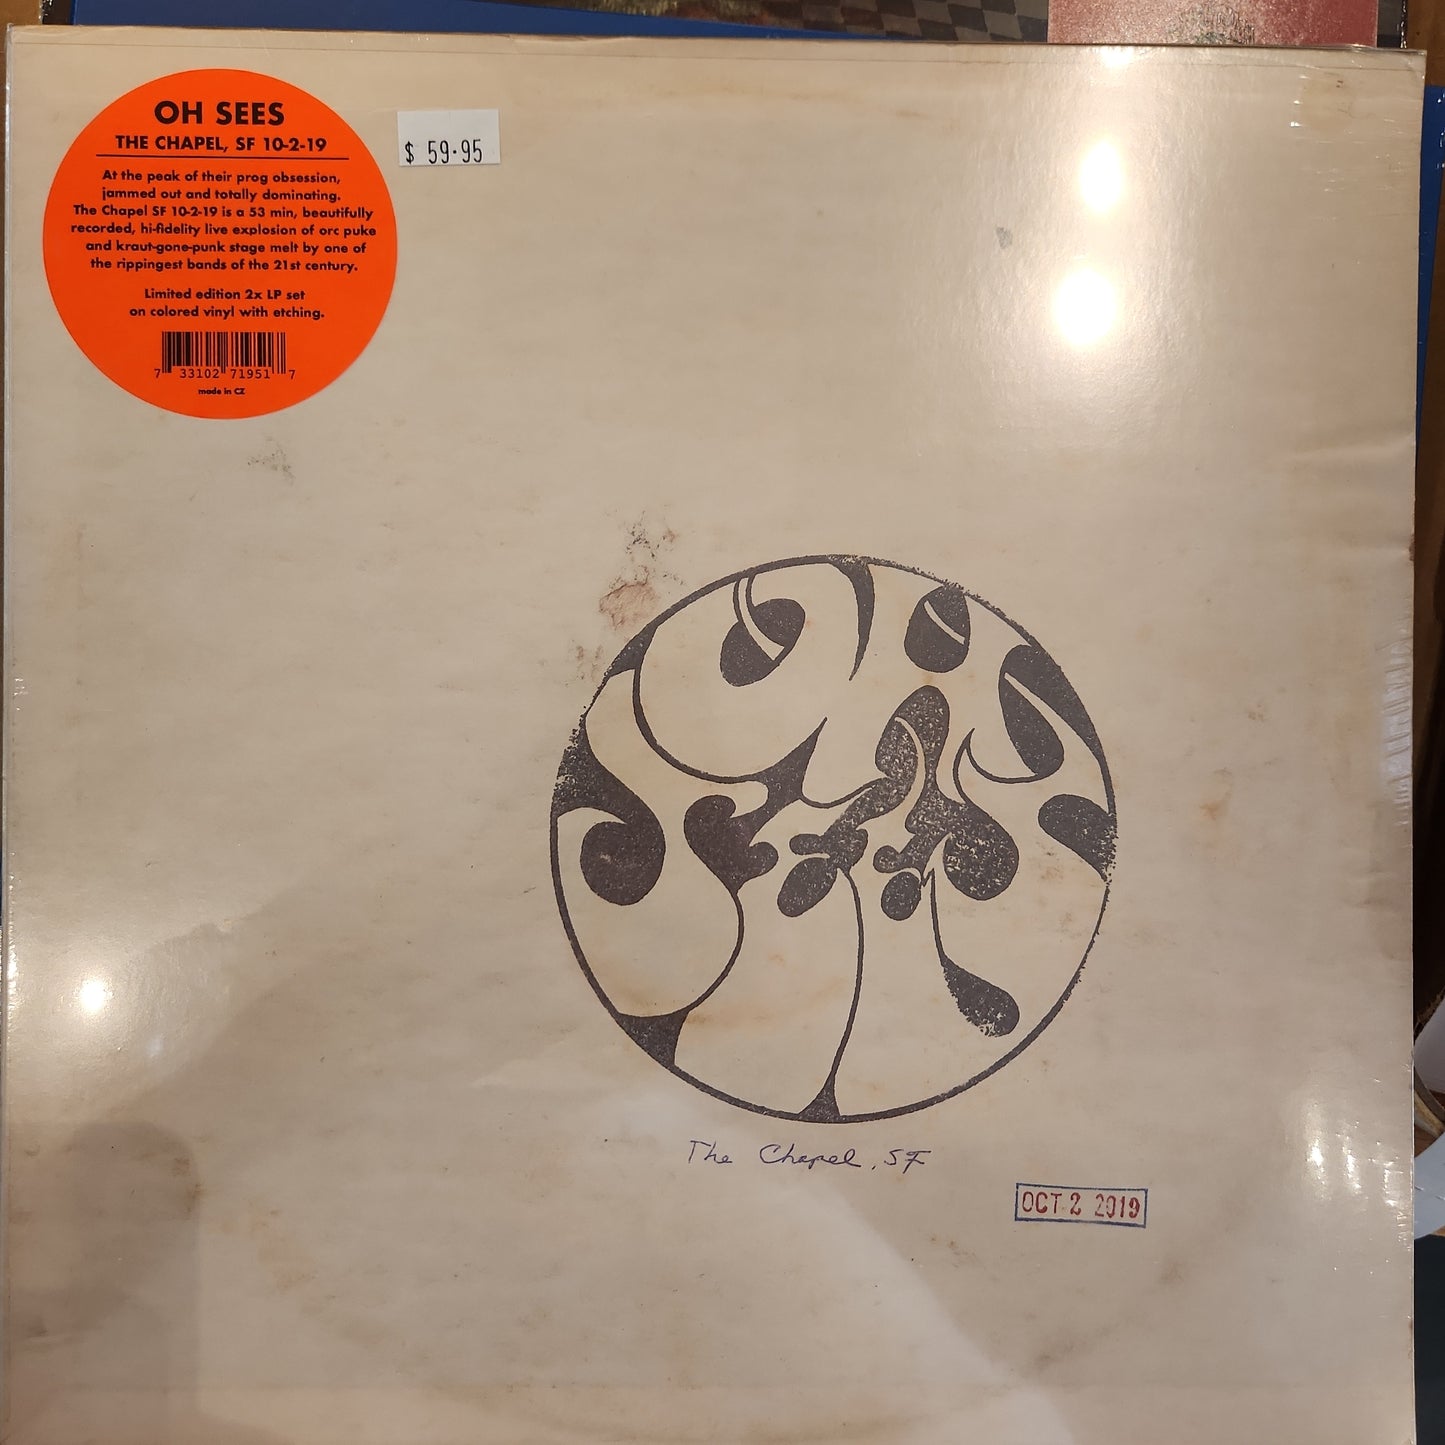 OH SEES
THE CHAPEL, SF 10-2-19
At the peak of their prog obsession,
jammed out and totally dominating.
The Chapel SF 10-2-19 is a 53 min, beautifully
recorded, hi-fidelity live explosion of orc puke
and kraut-gone-punk stage melt by one of
the rippingest bands of the 21st century.
Limited edition 2x LP set
on colored vinyl with etching.
7 33102 71951 7
made in CZ
$ 59.95
The Chapel, SF
OCT 2 2019